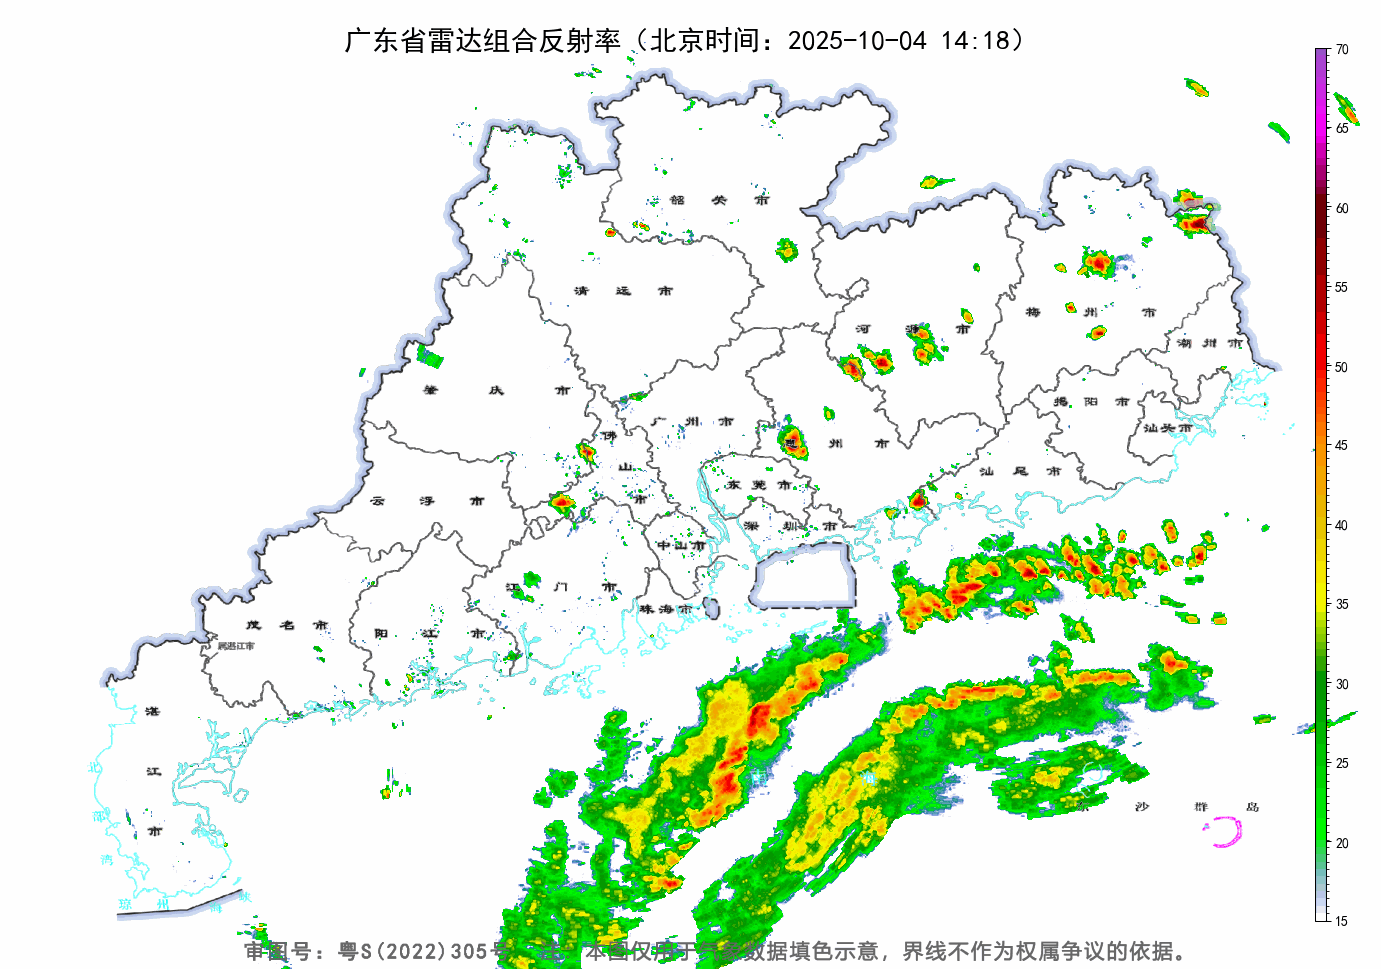 广东省雷达组合反射率（北京时间：2025-10-04 14:18）
70
65
60
55
50
45
40
35
30
25
20
15
韶 关 市
清 远 市
河 源 市
梅 州 市
潮 州 市
肇 庆 市
广 州 市
揭 阳 市
汕头市
佛 山 市
惠 州 市
汕 尾 市
云 浮 市
东 莞 市
深 圳 市
中山市
江 门 市
珠海市
茂 名 市
阳 江 市
属湛江市
湛 江 市
北 部 湾
琼 州 海 峡
南 海
东 沙 群 岛
审图号：粤S(2022)305号 注：本图仅用于气象数据填色示意，界线不作为权属争议的依据。